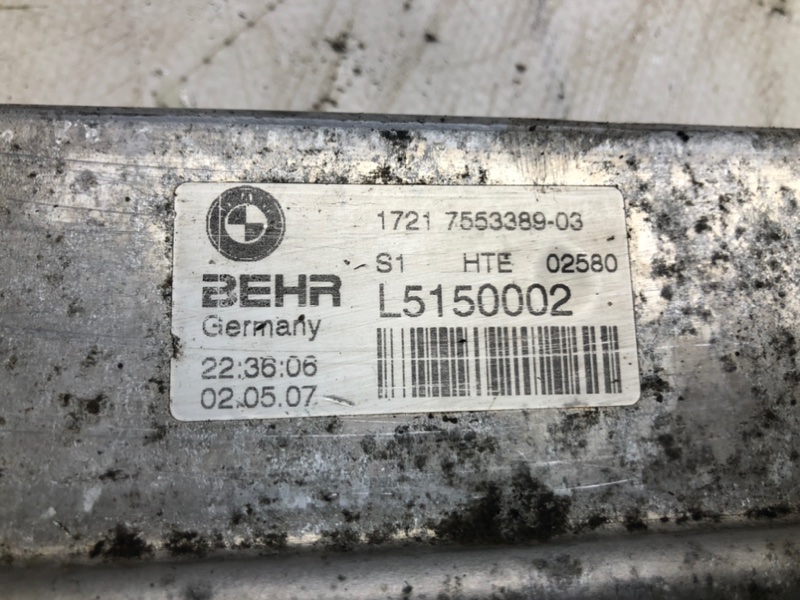 1721 7553389-03
S1 HTE 02580
BEHR
L5150002
Germany
22:36:06
02.05.07